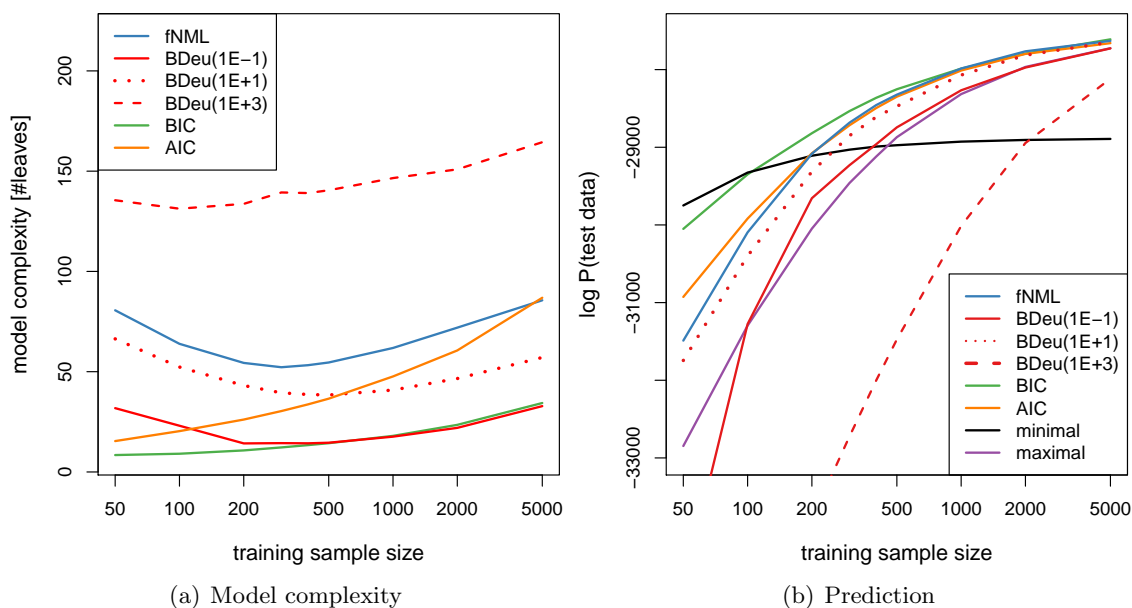 model complexity [#leaves]
0
50
100
150
200
fNML
BDeu(1E−1)
BDeu(1E+1)
BDeu(1E+3)
BIC
AIC
50 100 200 500 1000 2000 5000
training sample size
(a) Model complexity
log P(test data)
−33000
−31000
−29000
fNML
BDeu(1E−1)
BDeu(1E+1)
BDeu(1E+3)
BIC
AIC
minimal
maximal
50 100 200 500 1000 2000 5000
training sample size
(b) Prediction